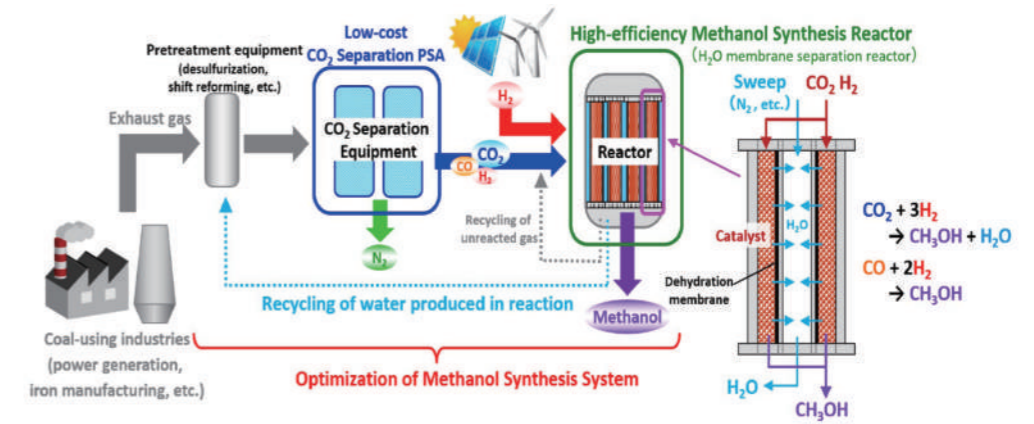 Low-cost
CO₂ Separation PSA
High-efficiency Methanol Synthesis Reactor
(H₂O membrane separation reactor)
Pretreatment equipment
(desulfurization,
shift reforming, etc.)
Exhaust gas
CO₂ Separation
Equipment
H₂
CO₂
CO
H₂
Reactor
Recycling of
unreacted gas
N₂
Recycling of water produced in reaction
Methanol
Coal-using industries
(power generation,
iron manufacturing, etc.)
Optimization of Methanol Synthesis System
Sweep
(N₂, etc.)
CO₂ H₂
H₂O
Catalyst
Dehydration
membrane
H₂O
CH₃OH
CO₂ + 3H₂
→ CH₃OH + H₂O
CO + 2H₂
→ CH₃OH